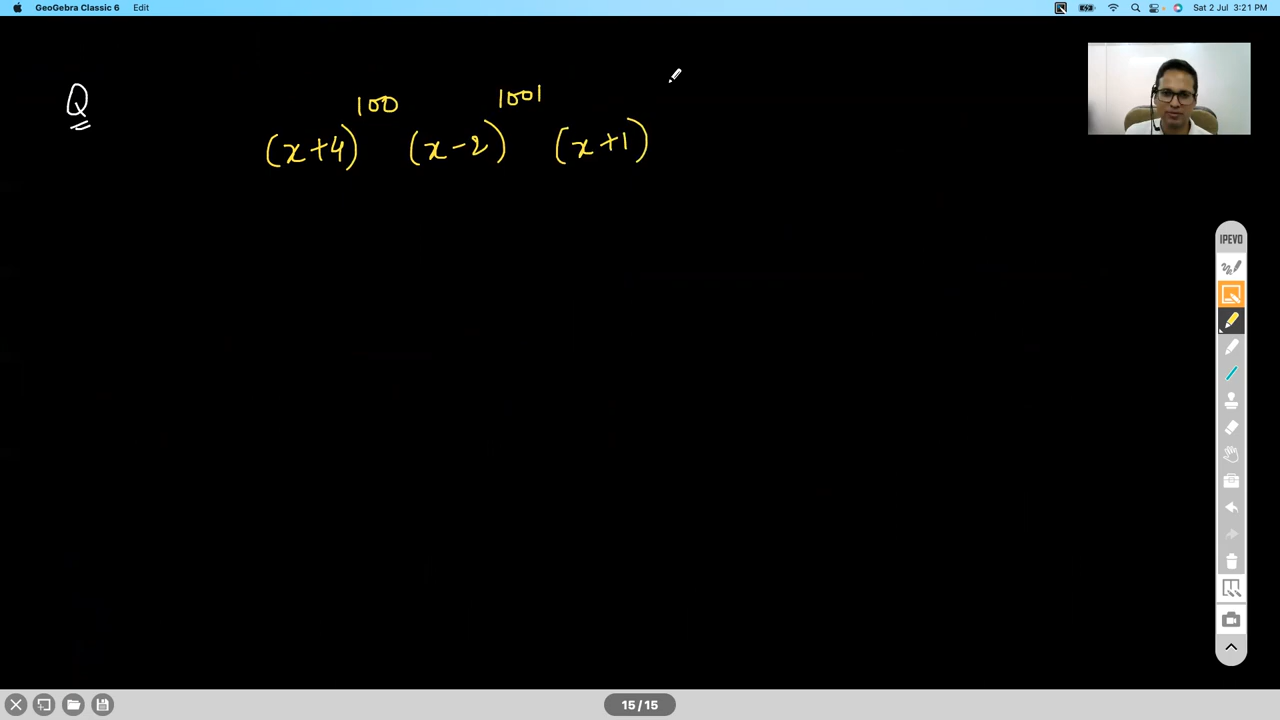 GeoGebra Classic 6 Edit Sat 2 Jul 3:21 PM
Q (x+4)^100 (x-2)^1001 (x+1)
IPEVO
15/15